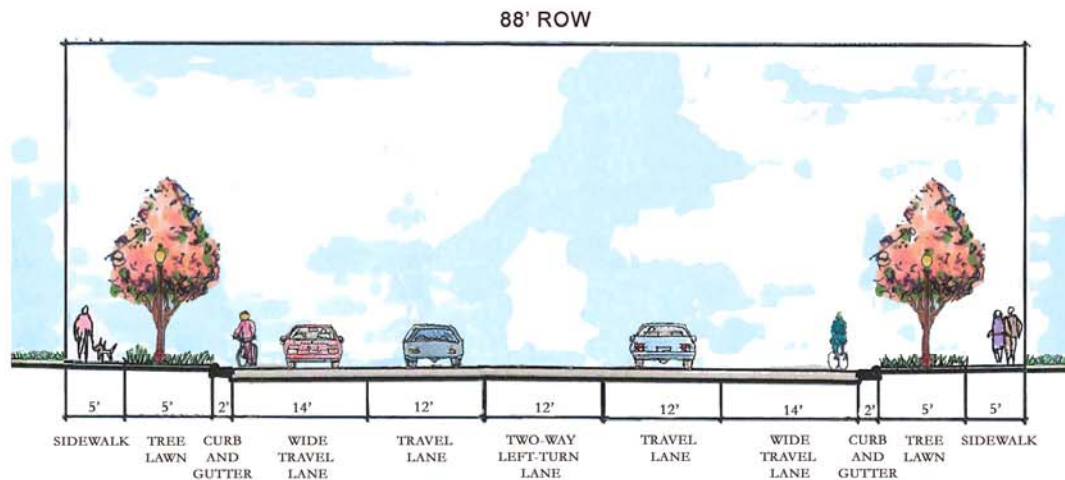 88' ROW
5' 5' 2' 14' 12' 12' 12' 14' 2' 5' 5'
SIDEWALK TREE CURB WIDE TRAVEL TWO-WAY TRAVEL WIDE CURB TREE SIDEWALK
LAWN AND TRAVEL LANE LEFT-TURN LANE TRAVEL AND LAWN
GUTTER LANE LANE LANE GUTTER